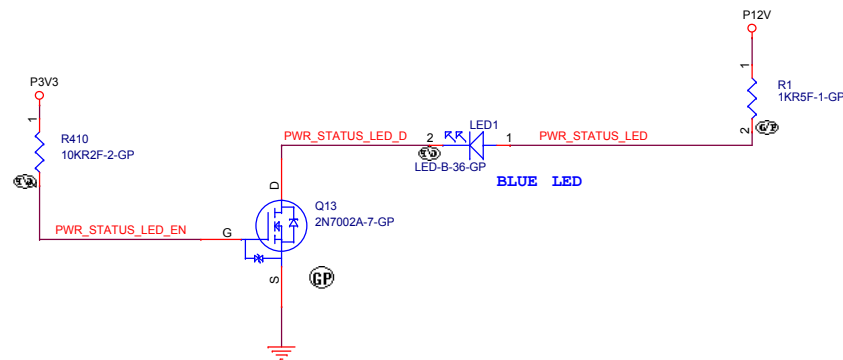 P12V
P3V3
1
R1
1KR5F-1-GP
1
R410
10KR2F-2-GP
2
PWR_STATUS_LED_D
2
LED1
1
PWR_STATUS_LED
2
G/P
LED-B-36-GP
BLUE LED
D
Q13
2N7002A-7-GP
PWR_STATUS_LED_EN
G
S
GP